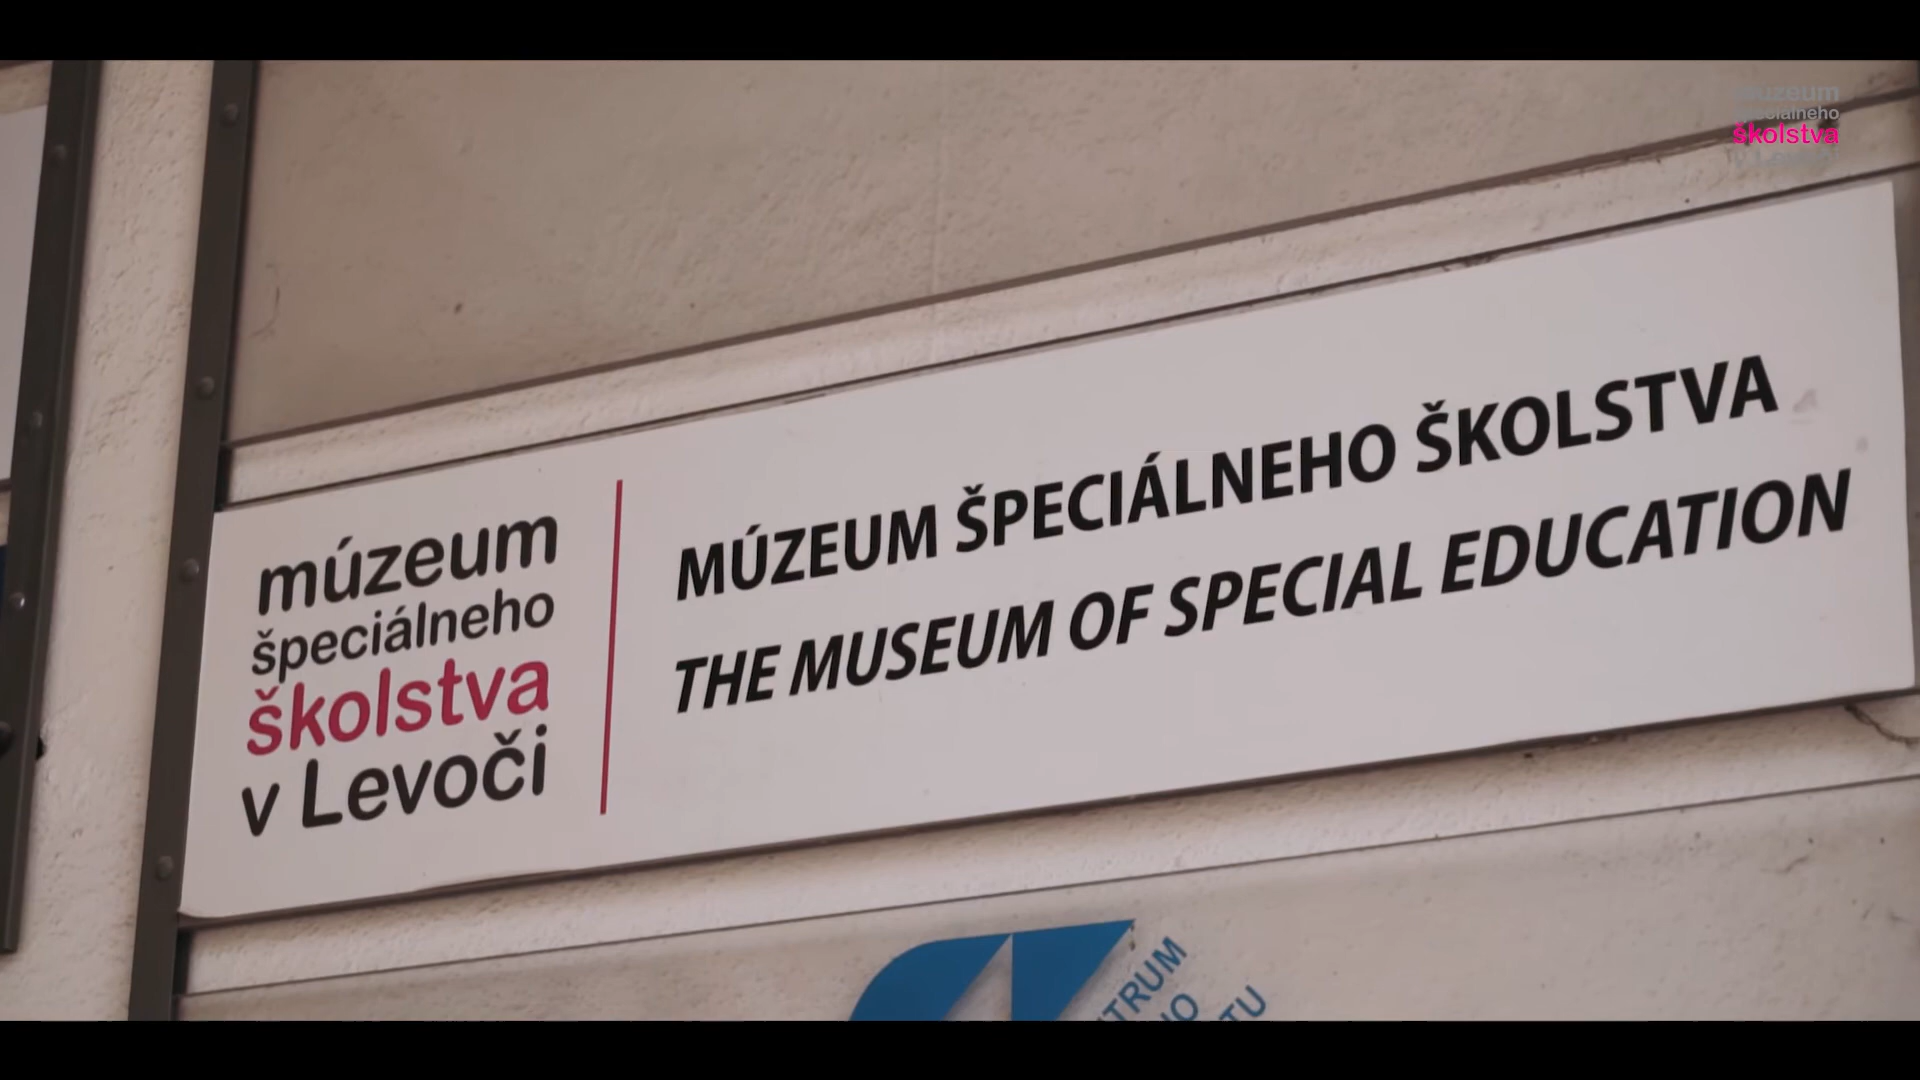 múzeum
špeciálneho
školstva
múzeum
špeciálneho
školstva
v Levoči
MÚZEUM ŠPECIÁLNEHO ŠKOLSTVA
THE MUSEUM OF SPECIAL EDUCATION